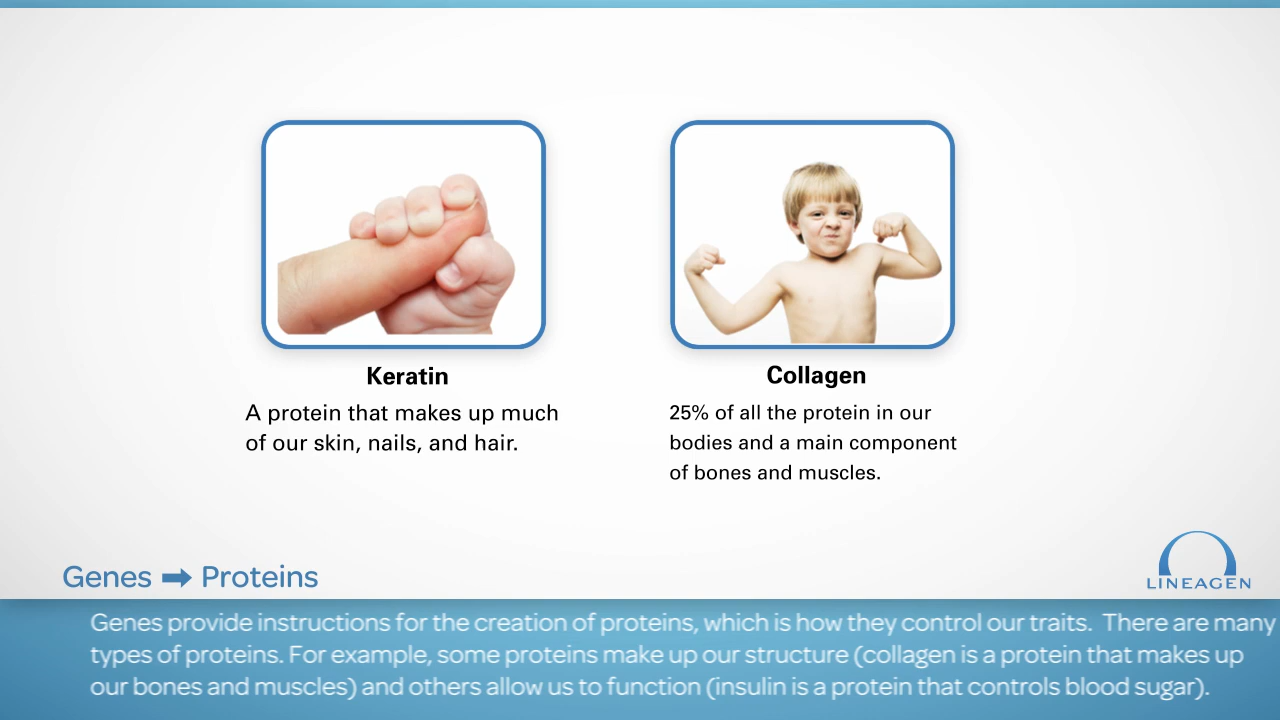 Keratin
A protein that makes up much
of our skin, nails, and hair.
Collagen
25% of all the protein in our
bodies and a main component
of bones and muscles.
Genes ➡ Proteins
LINEAGEN
Genes provide instructions for the creation of proteins, which is how they control our traits.  There are many
types of proteins. For example, some proteins make up our structure (collagen is a protein that makes up
our bones and muscles) and others allow us to function (insulin is a protein that controls blood sugar).